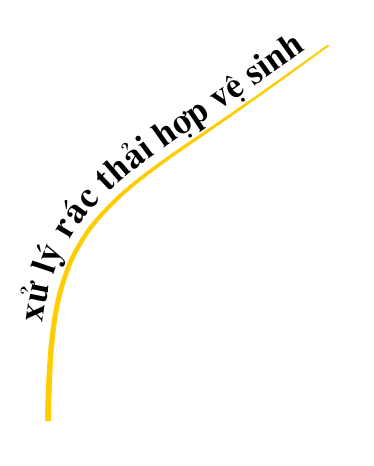 xử lý rác thải hợp vệ sinh